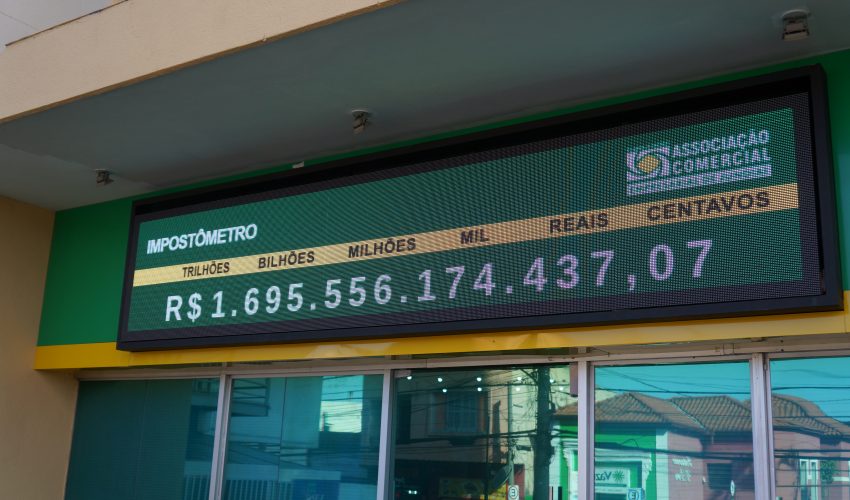 ASSOCIAÇÃO
COMERCIAL
IMPOSTÔMETRO
TRILHÕES BILHÕES MILHÕES MIL REAIS CENTAVOS
R$1.695.556.174.437,07